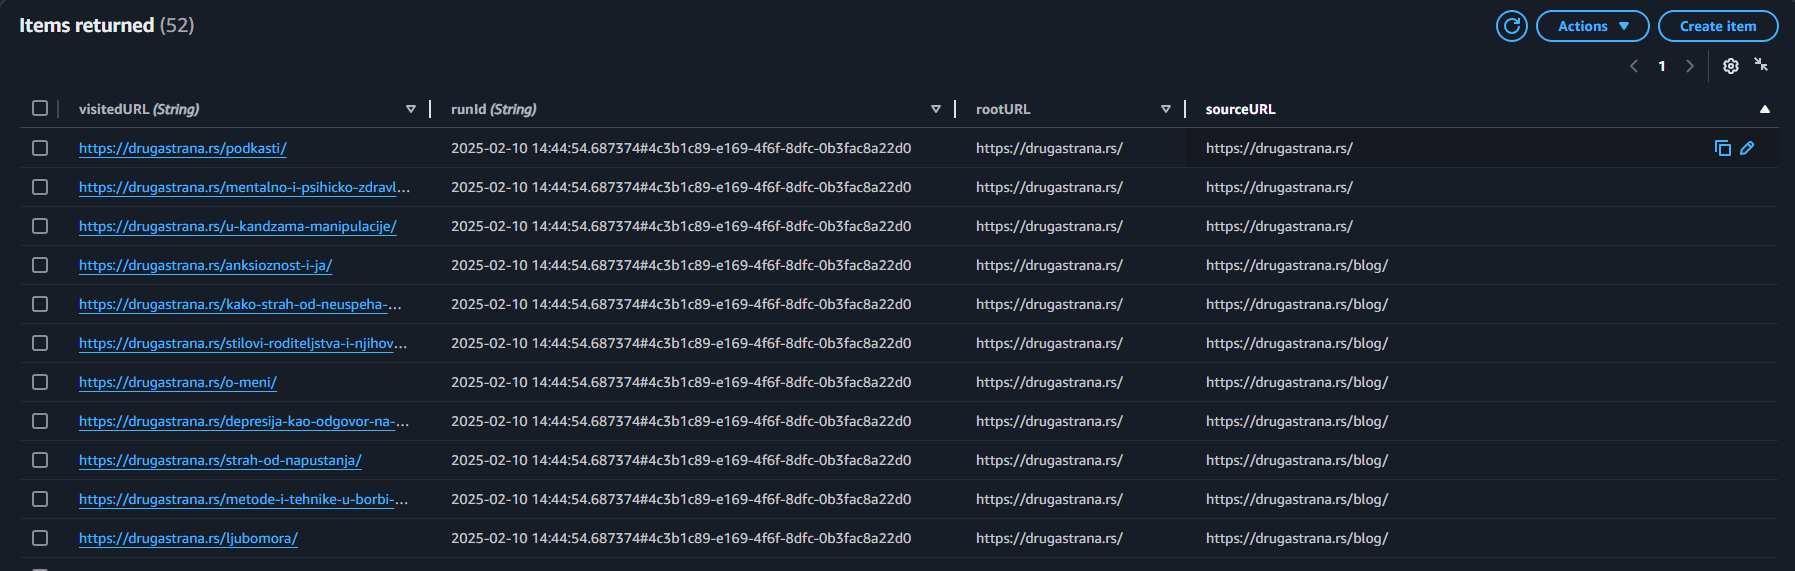 Items returned (52)
Actions
Create item
1
visitedURL (String) runId (String) rootURL sourceURL
https://drugastrana.rs/podkasti/ 2025-02-10 14:44:54.687374#4c3b1c89-e169-4f6f-8dfc-0b3fac8a22d0 https://drugastrana.rs/ https://drugastrana.rs/
https://drugastrana.rs/mentalno-i-psihicko-zdravl... 2025-02-10 14:44:54.687374#4c3b1c89-e169-4f6f-8dfc-0b3fac8a22d0 https://drugastrana.rs/ https://drugastrana.rs/
https://drugastrana.rs/u-kandzama-manipulacije/ 2025-02-10 14:44:54.687374#4c3b1c89-e169-4f6f-8dfc-0b3fac8a22d0 https://drugastrana.rs/ https://drugastrana.rs/
https://drugastrana.rs/anksioznost-i-ja/ 2025-02-10 14:44:54.687374#4c3b1c89-e169-4f6f-8dfc-0b3fac8a22d0 https://drugastrana.rs/ https://drugastrana.rs/blog/
https://drugastrana.rs/kako-strah-od-neuspeha-... 2025-02-10 14:44:54.687374#4c3b1c89-e169-4f6f-8dfc-0b3fac8a22d0 https://drugastrana.rs/ https://drugastrana.rs/blog/
https://drugastrana.rs/stilovi-roditeljstva-i-njihov... 2025-02-10 14:44:54.687374#4c3b1c89-e169-4f6f-8dfc-0b3fac8a22d0 https://drugastrana.rs/ https://drugastrana.rs/blog/
https://drugastrana.rs/o-meni/ 2025-02-10 14:44:54.687374#4c3b1c89-e169-4f6f-8dfc-0b3fac8a22d0 https://drugastrana.rs/ https://drugastrana.rs/blog/
https://drugastrana.rs/depresija-kao-odgovor-na-... 2025-02-10 14:44:54.687374#4c3b1c89-e169-4f6f-8dfc-0b3fac8a22d0 https://drugastrana.rs/ https://drugastrana.rs/blog/
https://drugastrana.rs/strah-od-napustanja/ 2025-02-10 14:44:54.687374#4c3b1c89-e169-4f6f-8dfc-0b3fac8a22d0 https://drugastrana.rs/ https://drugastrana.rs/blog/
https://drugastrana.rs/metode-i-tehnike-u-borbi-... 2025-02-10 14:44:54.687374#4c3b1c89-e169-4f6f-8dfc-0b3fac8a22d0 https://drugastrana.rs/ https://drugastrana.rs/blog/
https://drugastrana.rs/ljubomora/ 2025-02-10 14:44:54.687374#4c3b1c89-e169-4f6f-8dfc-0b3fac8a22d0 https://drugastrana.rs/ https://drugastrana.rs/blog/